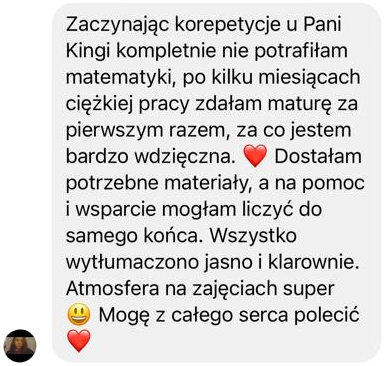 Zaczynając korepetycje u Pani
Kingi kompletnie nie potrafiłam
matematyki, po kilku miesiącach
ciężkiej pracy zdałam maturę za
pierwszym razem, za co jestem
bardzo wdzięczna. ❤️ Dostałam
potrzebne materiały, a na pomoc
i wsparcie mogłam liczyć do
samego końca. Wszystko
wytłumaczono jasno i klarownie.
Atmosfera na zajęciach super
😃 Mogę z całego serca polecić
❤️